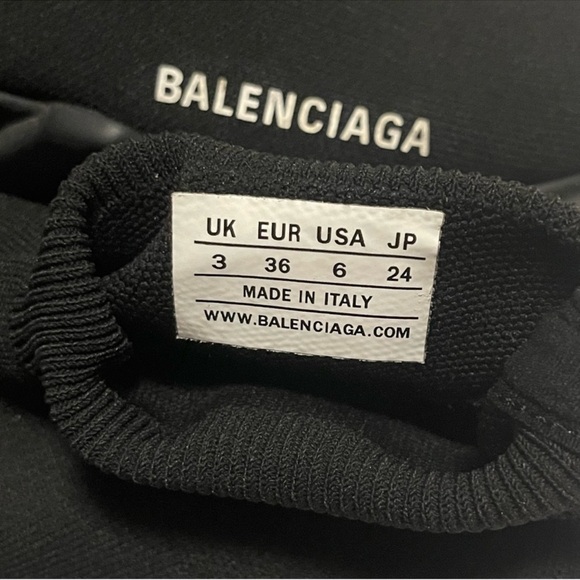 BALENCIAGA
UK EUR USA JP
3 36 6 24
MADE IN ITALY
WWW.BALENCIAGA.COM